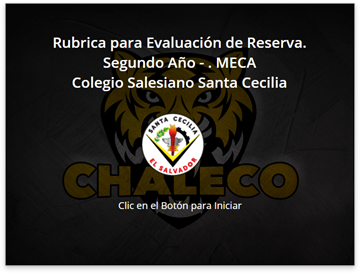 Rubrica para Evaluación de Reserva.
Segundo Año - . MECA
Colegio Salesiano Santa Cecilia
SANTA CECILIA
EL SALVADOR
CHALECO
Clic en el Botón para Iniciar